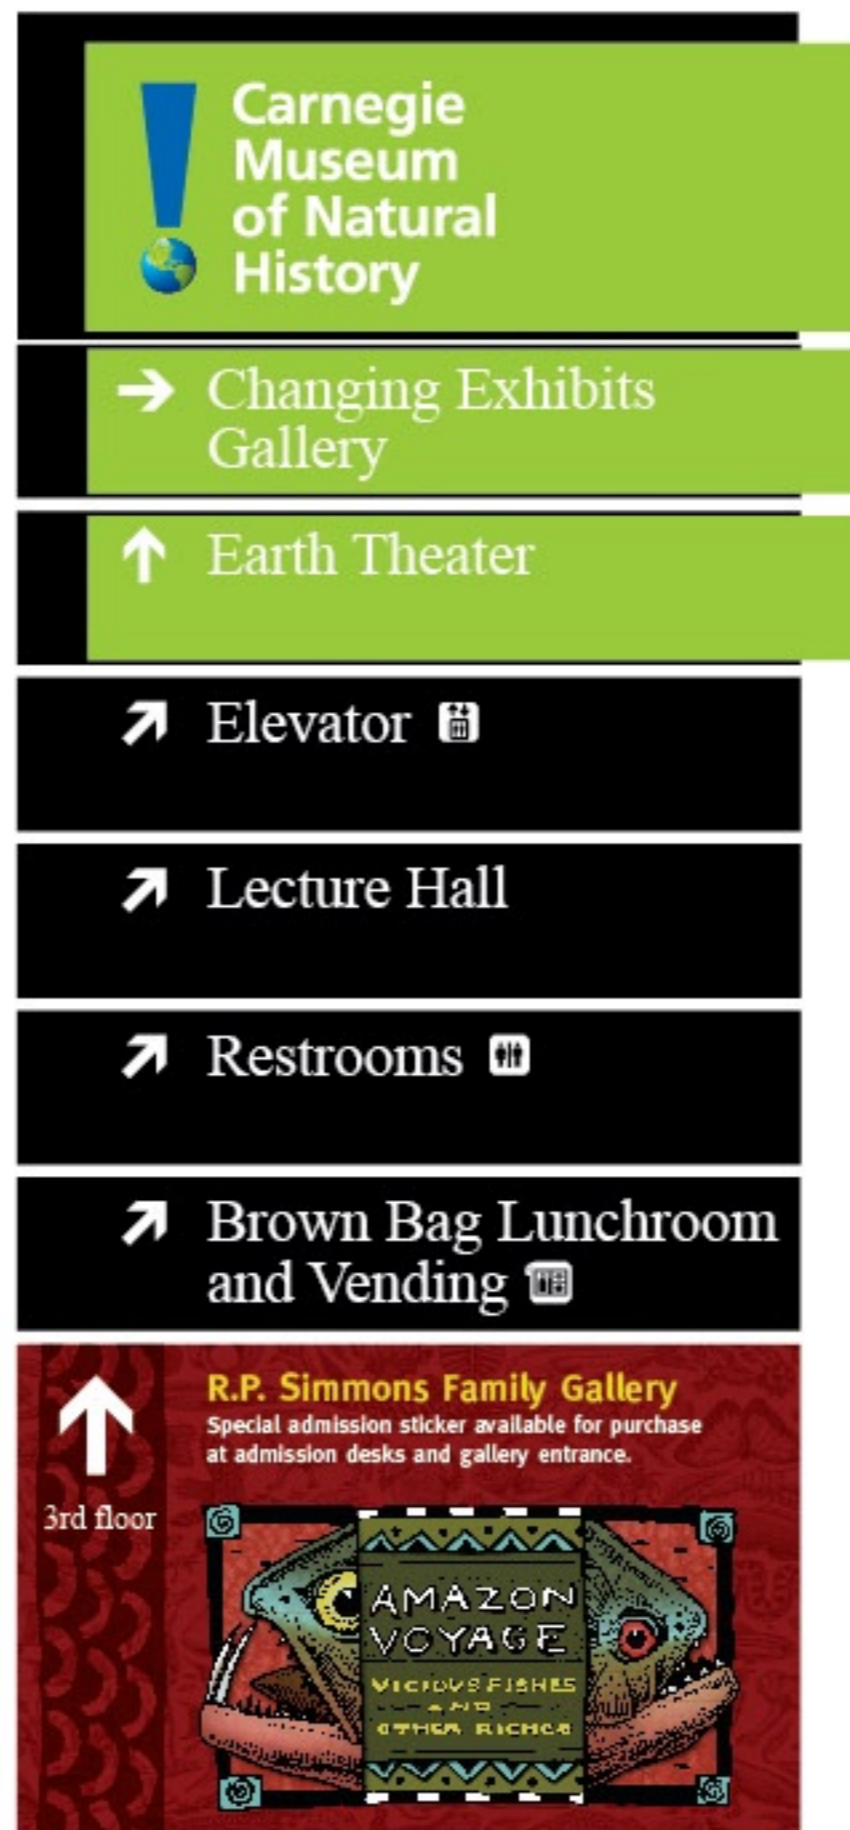 Carnegie
Museum
of Natural
History
Changing Exhibits
Gallery
Earth Theater
Elevator
Lecture Hall
Restrooms
Brown Bag Lunchroom
and Vending
R.P. Simmons Family Gallery
Special admission sticker available for purchase
at admission desks and gallery entrance.
3rd floor
AMAZON
VOYAGE
VICIOUS FISHES
AND
OTHER RICHES